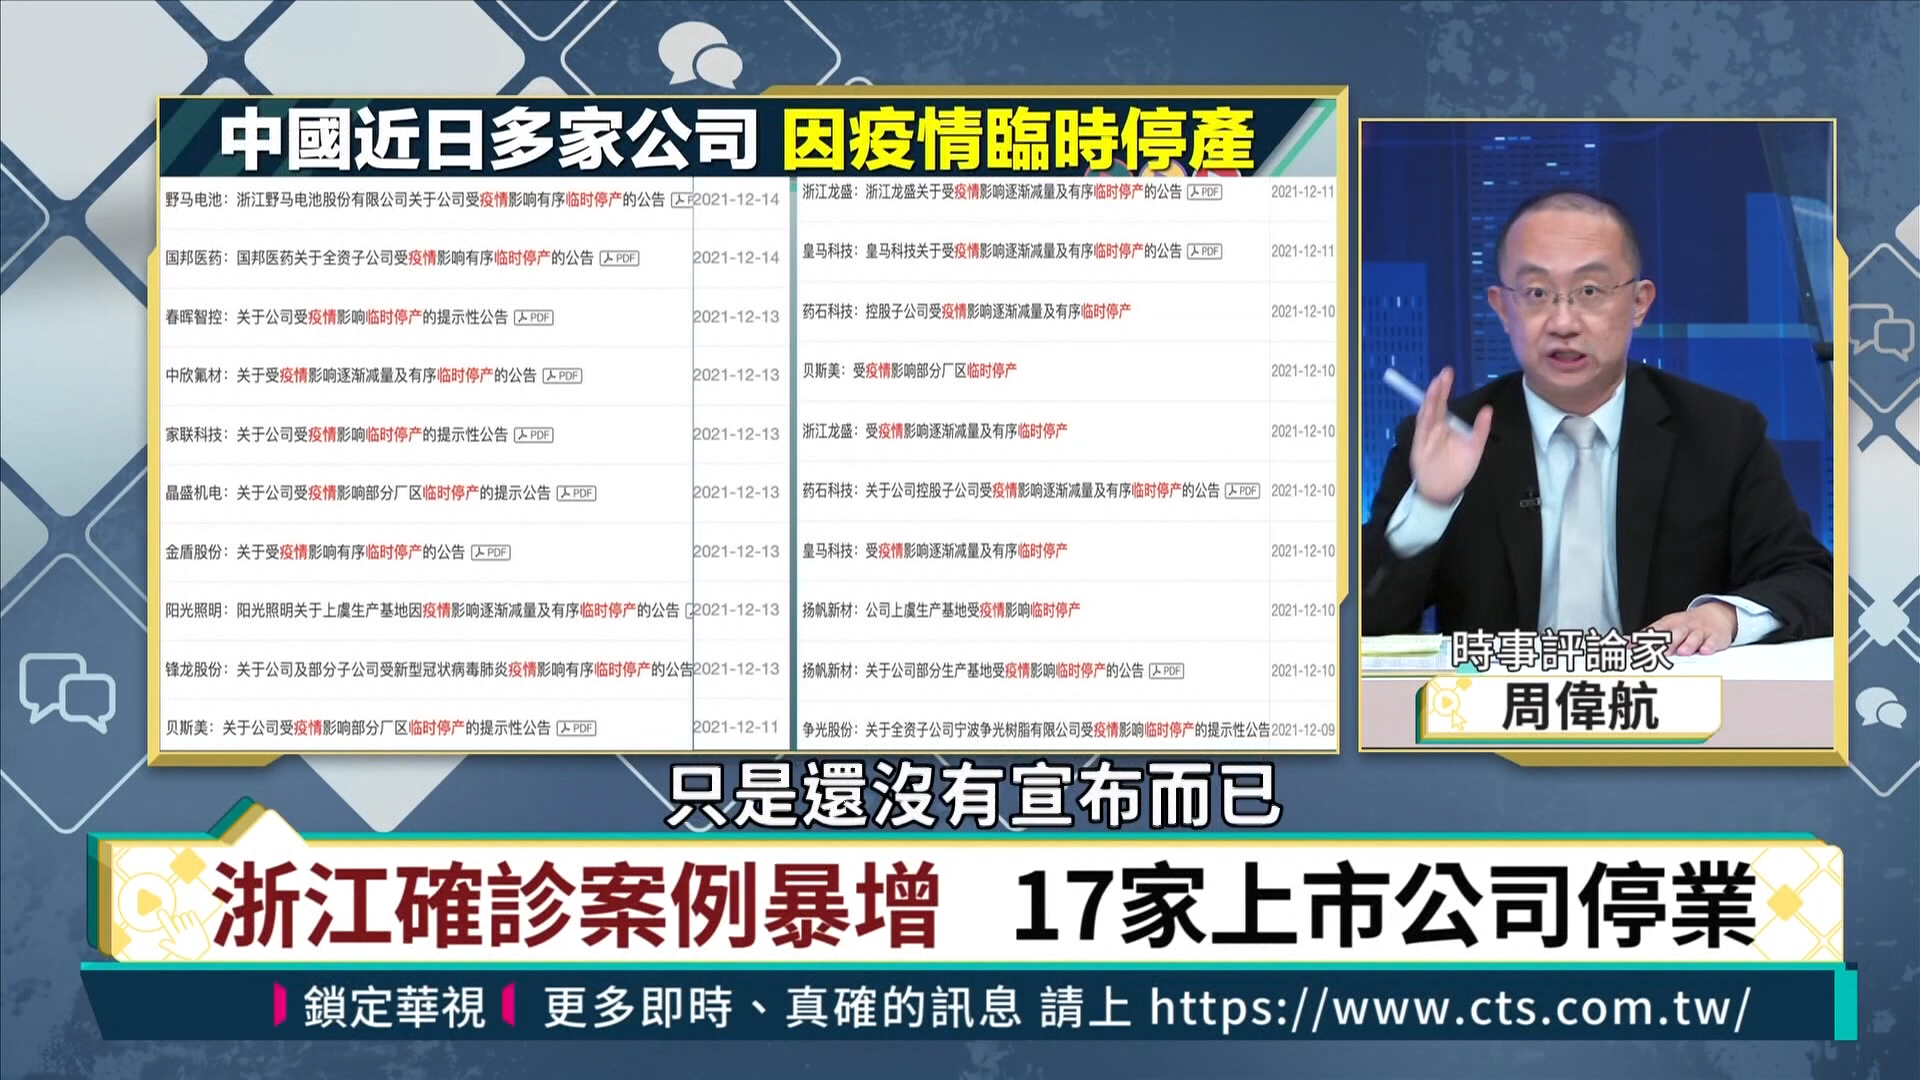 中國近日多家公司 因疫情臨時停產
野马电池：浙江野马电池股份有限公司关于公司受疫情影响有序临时停产的公告 2021-12-14
国邦医药：国邦医药关于全资子公司受疫情影响有序临时停产的公告 PDF 2021-12-14
春晖智控：关于公司受疫情影响临时停产的提示性公告 PDF 2021-12-13
中欣氟材：关于受疫情影响逐渐减量及有序临时停产的公告 PDF 2021-12-13
家联科技：关于公司受疫情影响临时停产的提示性公告 PDF 2021-12-13
晶盛机电：关于公司受疫情影响部分厂区临时停产的提示公告 PDF 2021-12-13
金盾股份：关于受疫情影响有序临时停产的公告 PDF 2021-12-13
阳光照明：阳光照明关于上虞生产基地因疫情影响逐渐减量及有序临时停产的公告 2021-12-13
锋龙股份：关于公司及部分子公司受新型冠状病毒肺炎疫情影响有序临时停产的公告 2021-12-13
贝斯美：关于公司受疫情影响部分厂区临时停产的提示性公告 PDF 2021-12-11
浙江龙盛：浙江龙盛关于受疫情影响逐渐减量及有序临时停产的公告 PDF 2021-12-11
皇马科技：皇马科技关于受疫情影响逐渐减量及有序临时停产的公告 PDF 2021-12-11
药石科技：控股子公司受疫情影响逐渐减量及有序临时停产 2021-12-10
贝斯美：受疫情影响部分厂区临时停产 2021-12-10
浙江龙盛：受疫情影响逐渐减量及有序临时停产 2021-12-10
药石科技：关于公司控股子公司受疫情影响逐渐减量及有序临时停产的公告 PDF 2021-12-10
皇马科技：受疫情影响逐渐减量及有序临时停产 2021-12-10
扬帆新材：公司上虞生产基地受疫情影响临时停产 2021-12-10
扬帆新材：关于公司部分生产基地受疫情影响临时停产的公告 PDF 2021-12-10
争光股份：关于全资子公司宁波争光树脂有限公司受疫情影响临时停产的提示性公告 2021-12-09
時事評論家
周偉航
只是還沒有宣布而已
浙江確診案例暴增 17家上市公司停業
鎖定華視 更多即時、真確的訊息 請上 https://www.cts.com.tw/